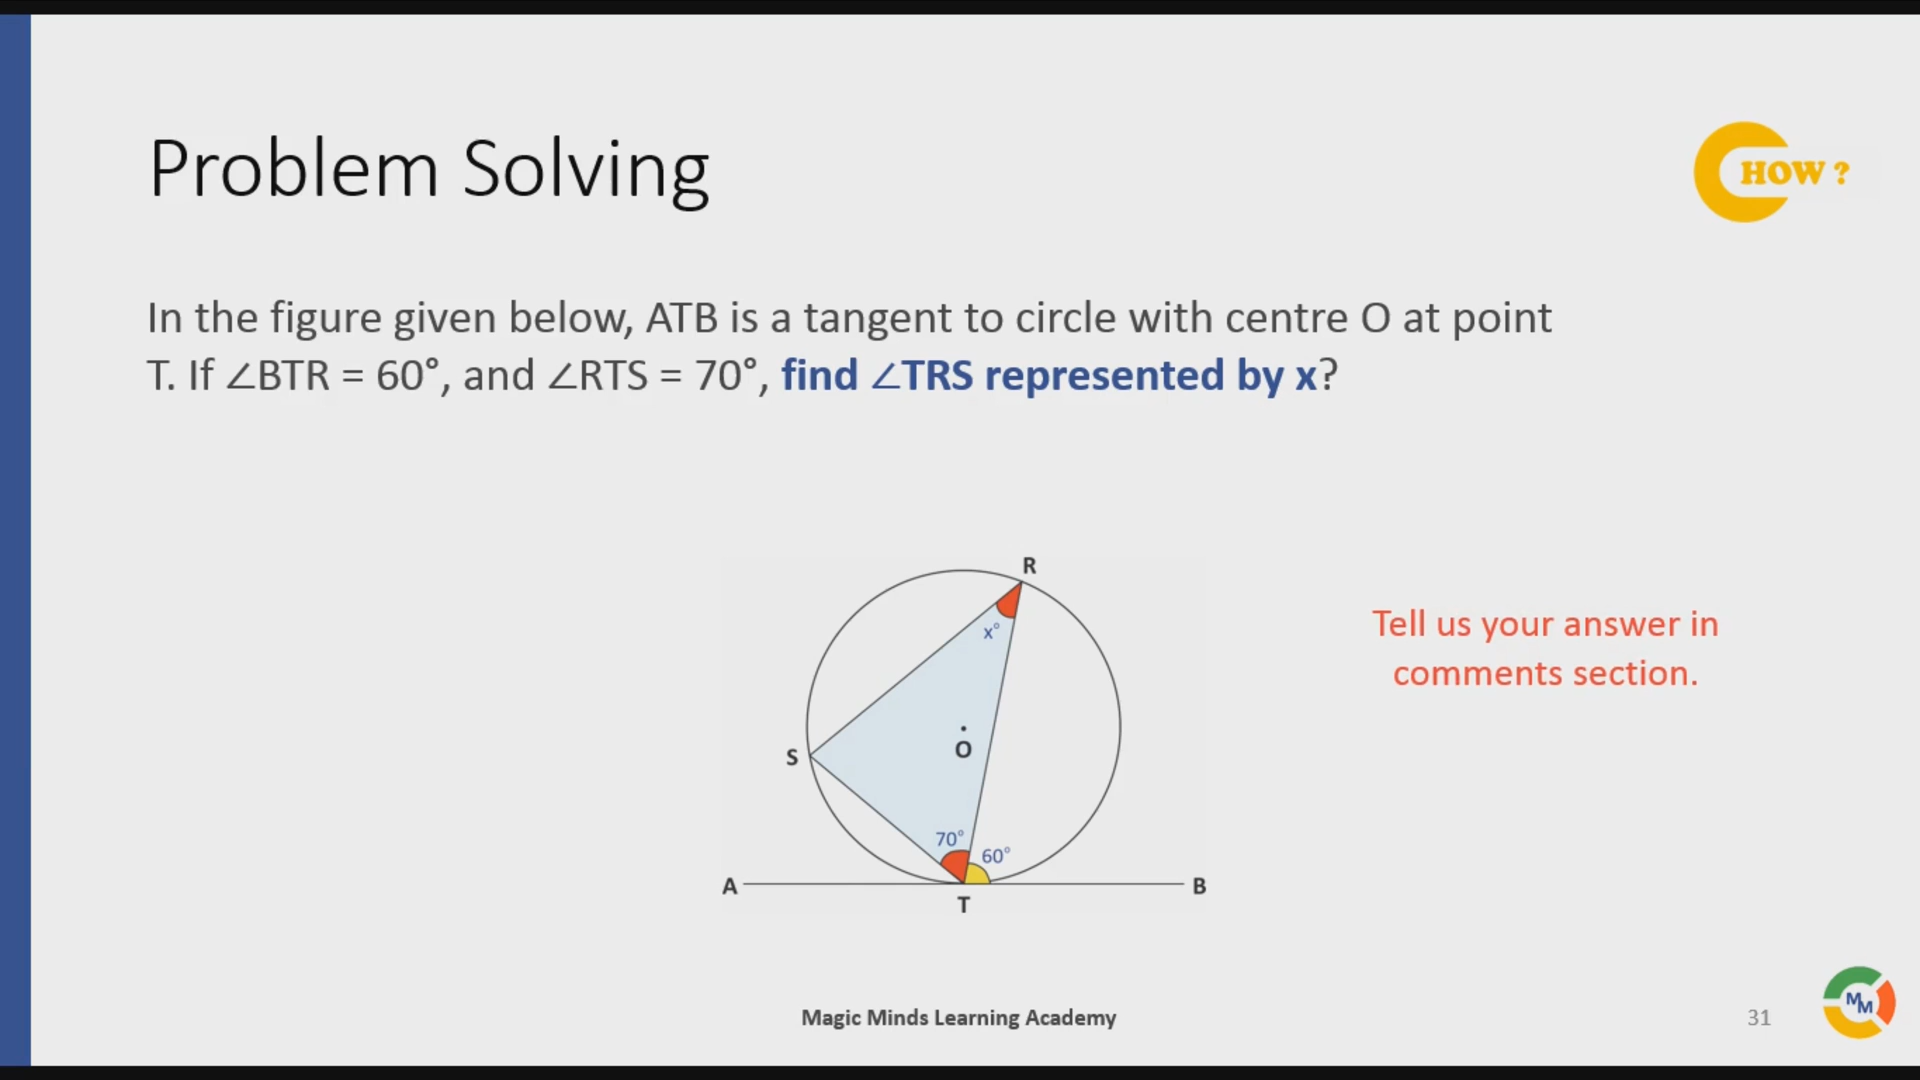 Problem Solving
HOW ?
In the figure given below, ATB is a tangent to circle with centre O at point
T. If ∠BTR = 60°, and ∠RTS = 70°, find ∠TRS represented by x?
R
x°
Tell us your answer in
comments section.
O
S
70°
60°
A
B
T
Magic Minds Learning Academy
31
MM